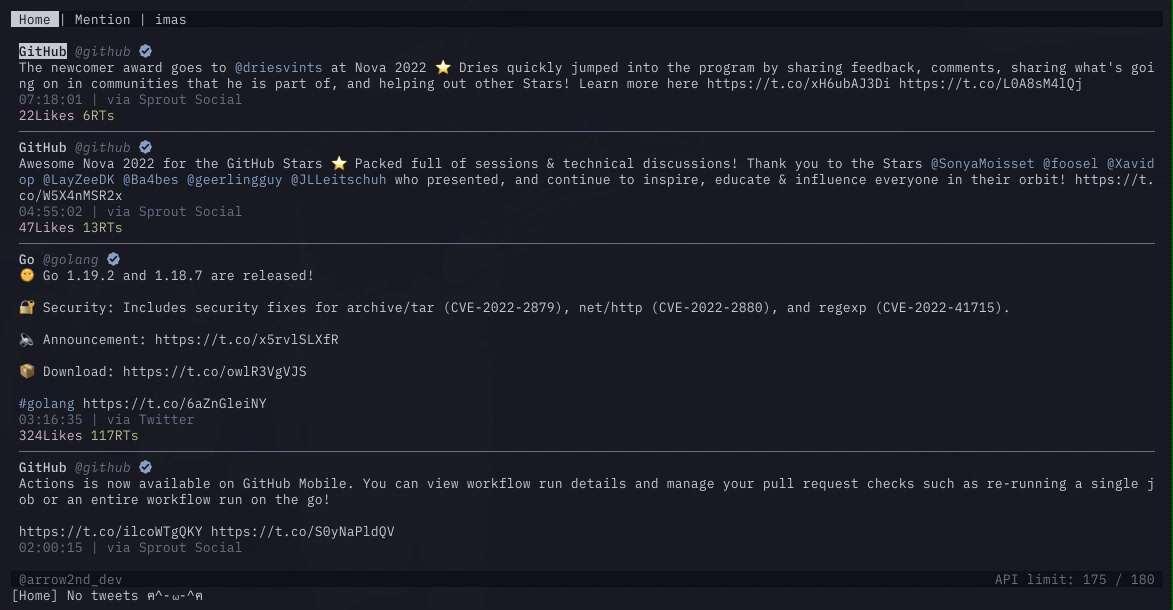 Home | Mention | imas
GitHub @github
The newcomer award goes to @driesvints at Nova 2022 ⭐ Dries quickly jumped into the program by sharing feedback, comments, sharing what's goi
ng on in communities that he is part of, and helping out other Stars! Learn more here https://t.co/xH6ubAJ3Di https://t.co/L0A8sM4lQj
07:18:01 | via Sprout Social
22Likes 6RTs
GitHub @github
Awesome Nova 2022 for the GitHub Stars ⭐ Packed full of sessions & technical discussions! Thank you to the Stars @SonyaMoisset @foosel @Xavid
op @LayZeeDK @Ba4bes @geerlingguy @JLLeitschuh who presented, and continue to inspire, educate & influence everyone in their orbit! https://t.
co/W5X4nMSR2x
04:55:02 | via Sprout Social
47Likes 13RTs
Go @golang
🌝 Go 1.19.2 and 1.18.7 are released!
🔐 Security: Includes security fixes for archive/tar (CVE-2022-2879), net/http (CVE-2022-2880), and regexp (CVE-2022-41715).
🔈 Announcement: https://t.co/x5rvlSLXfR
📦 Download: https://t.co/owlR3VgVJS
#golang https://t.co/6aZnGleiNY
03:16:35 | via Twitter
324Likes 117RTs
GitHub @github
Actions is now available on GitHub Mobile. You can view workflow run details and manage your pull request checks such as re-running a single j
ob or an entire workflow run on the go!
https://t.co/ilcoWTgQKY https://t.co/S0yNaPldQV
02:00:15 | via Sprout Social
@arrow2nd_dev API limit: 175 / 180
[Home] No tweets ฅ^-ω-^ฅ